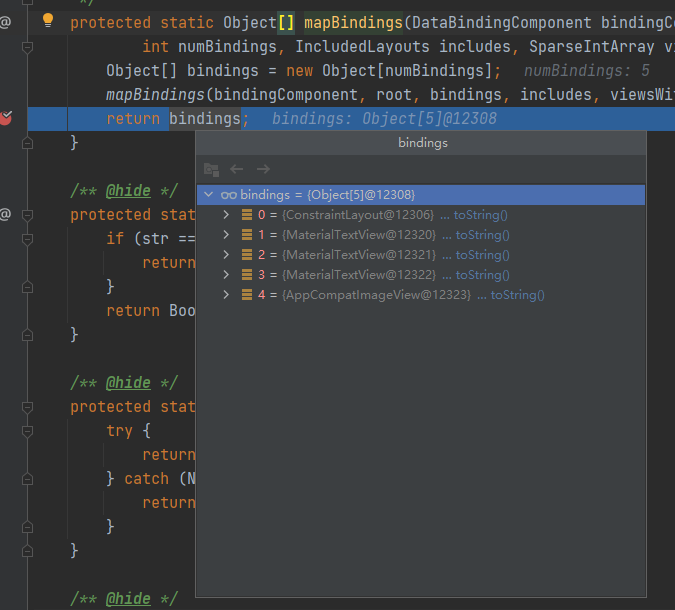 */
@ protected static Object[] mapBindings(DataBindingComponent bindingCo
int numBindings, IncludedLayouts includes, SparseIntArray vi
Object[] bindings = new Object[numBindings]; numBindings: 5
mapBindings(bindingComponent, root, bindings, includes, viewsWit
return bindings; bindings: Object[5]@12308
}
bindings
bindings = {Object[5]@12308}
0 = {ConstraintLayout@12306} ... toString()
1 = {MaterialTextView@12320} ... toString()
2 = {MaterialTextView@12321} ... toString()
3 = {MaterialTextView@12322} ... toString()
4 = {AppCompatImageView@12323} ... toString()
/** @hide */
@ protected stat
if (str ==
return
}
return Boo
}
/** @hide */
protected stat
try {
return
} catch (N
return
}
}
/** @hide */